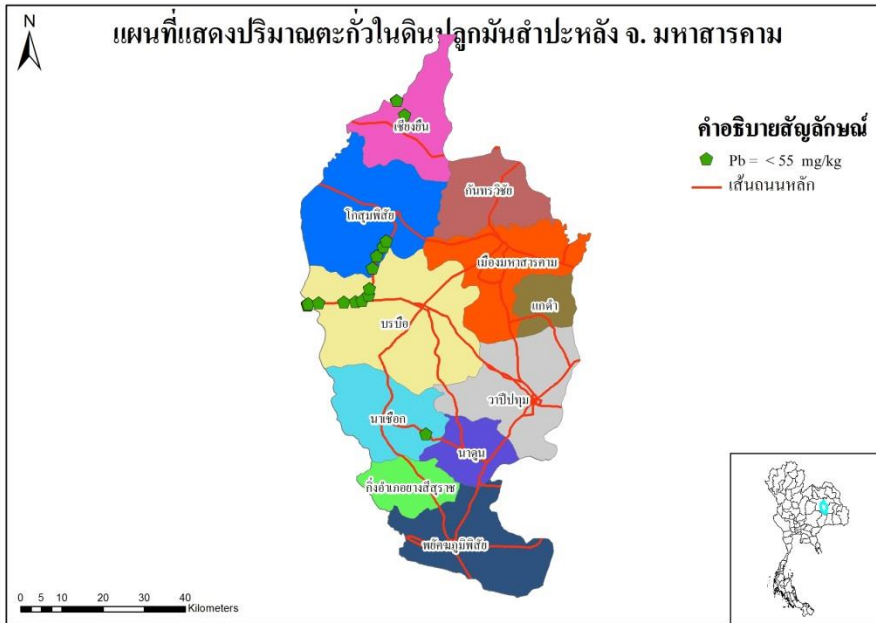 N
แผนที่แสดงปริมาณตะกั่วในดินปลูกมันสำปะหลัง จ. มหาสารคาม
เชียงยืน
คำอธิบายสัญลักษณ์
Pb = < 55 mg/kg
เส้นถนนหลัก
กันทรวิชัย
โกสุมพิสัย
เมืองมหาสารคาม
แกดำ
บรบือ
วาปีปทุม
นาเชือก
นาดูน
กิ่งอำเภอยางสีสุราช
พยัคฆภูมิพิสัย
0 5 10 20 30 40
Kilometers